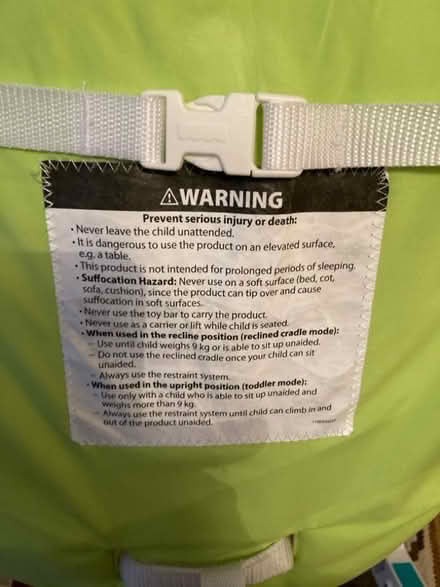 ⚠WARNING
Prevent serious injury or death:
• Never leave the child unattended.
• It is dangerous to use the product on an elevated surface,
e.g. a table.
• This product is not intended for prolonged periods of sleeping.
• Suffocation Hazard: Never use on a soft surface (bed, cot,
sofa, cushion), since the product can tip over and cause
suffocation in soft surfaces.
• Never use the toy bar to carry the product.
• Never use as a carrier or lift while child is seated.
• When used in the recline position (reclined cradle mode):
– Use until child weighs 9 kg or is able to sit up unaided.
– Do not use the reclined cradle once your child can sit
unaided.
– Always use the restraint system.
• When used in the upright position (toddler mode):
– Use only with a child who is able to sit up unaided and
weighs more than 9 kg.
– Always use the restraint system until child can climb in and
out of the product unaided.